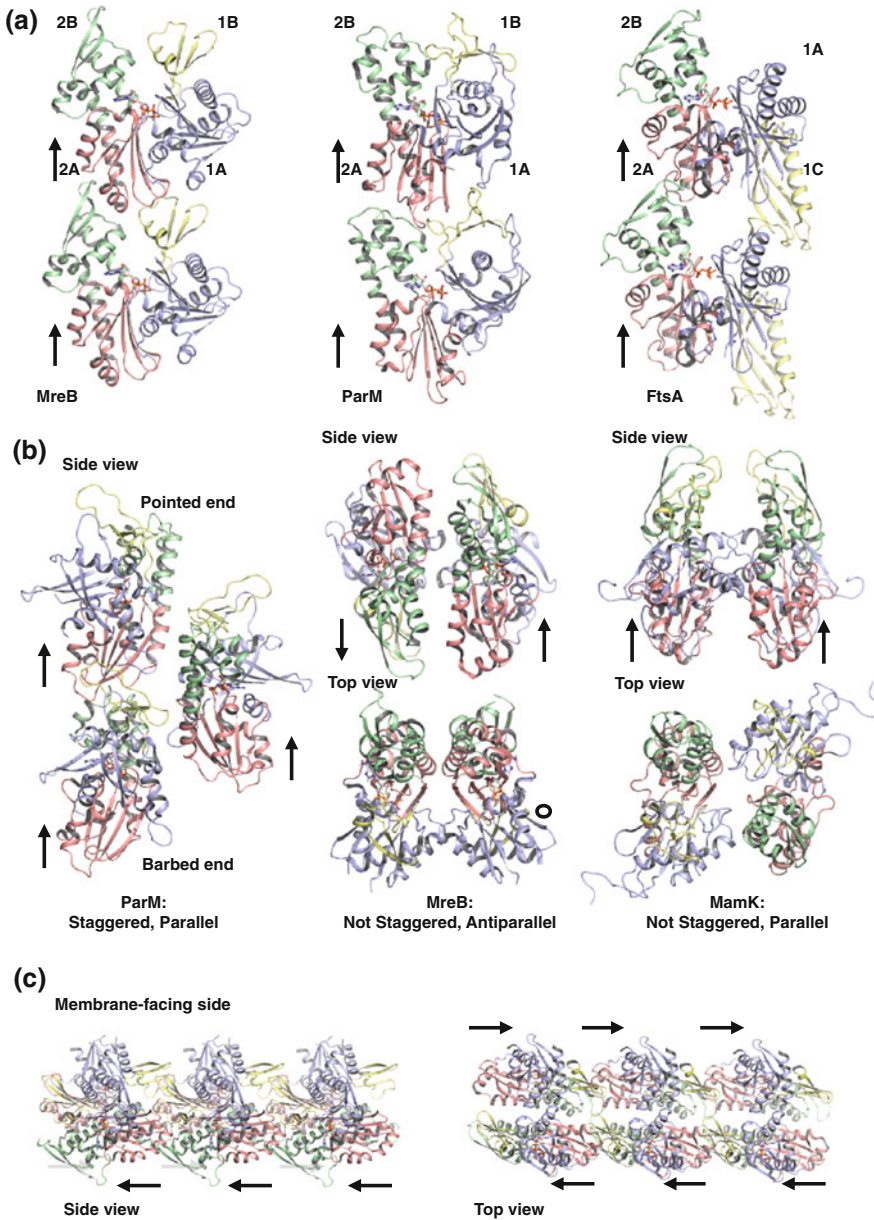 (a)
2B
1B
2A
1A
MreB
2B
1B
2A
1A
ParM
2B
1A
2A
1C
FtsA
(b)
Side view
Pointed end
Barbed end
ParM:
Staggered, Parallel
Side view
Top view
MreB:
Not Staggered, Antiparallel
Side view
Top view
MamK:
Not Staggered, Parallel
(c)
Membrane-facing side
Side view
Top view